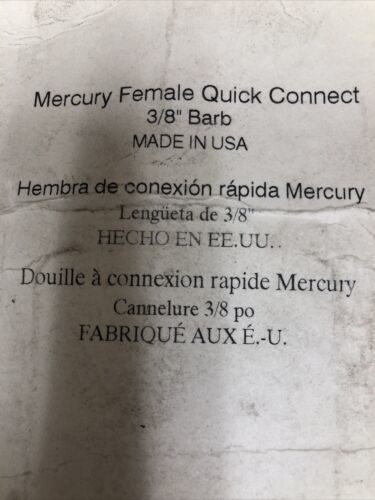 Mercury Female Quick Connect
3/8" Barb
MADE IN USA
Hembra de conexión rápida Mercury
Lengüeta de 3/8"
HECHO EN EE.UU.
Douille à connexion rapide Mercury
Cannelure 3/8 po
FABRIQUÉ AUX É.-U.